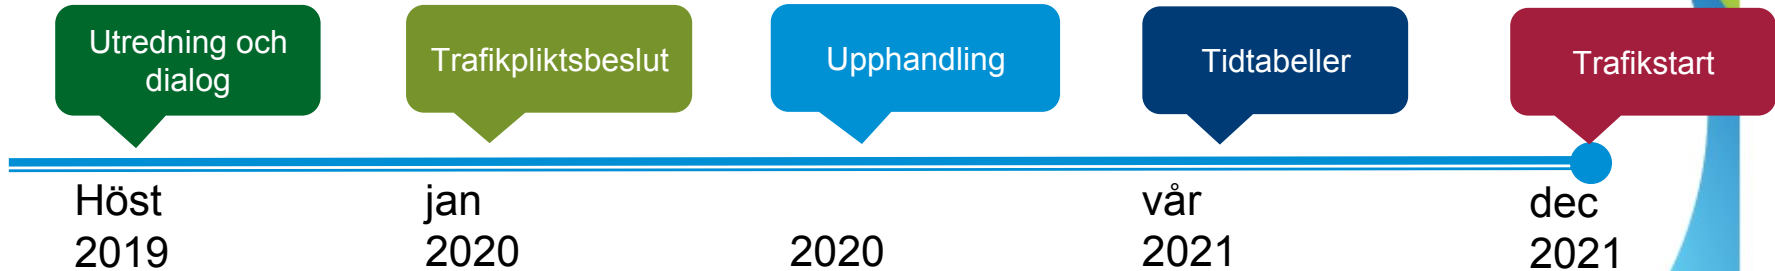 Utredning och
dialog
Trafikpliktsbeslut
Upphandling
Tidtabeller
Trafikstart
Höst
2019
jan
2020
2020
vår
2021
dec
2021